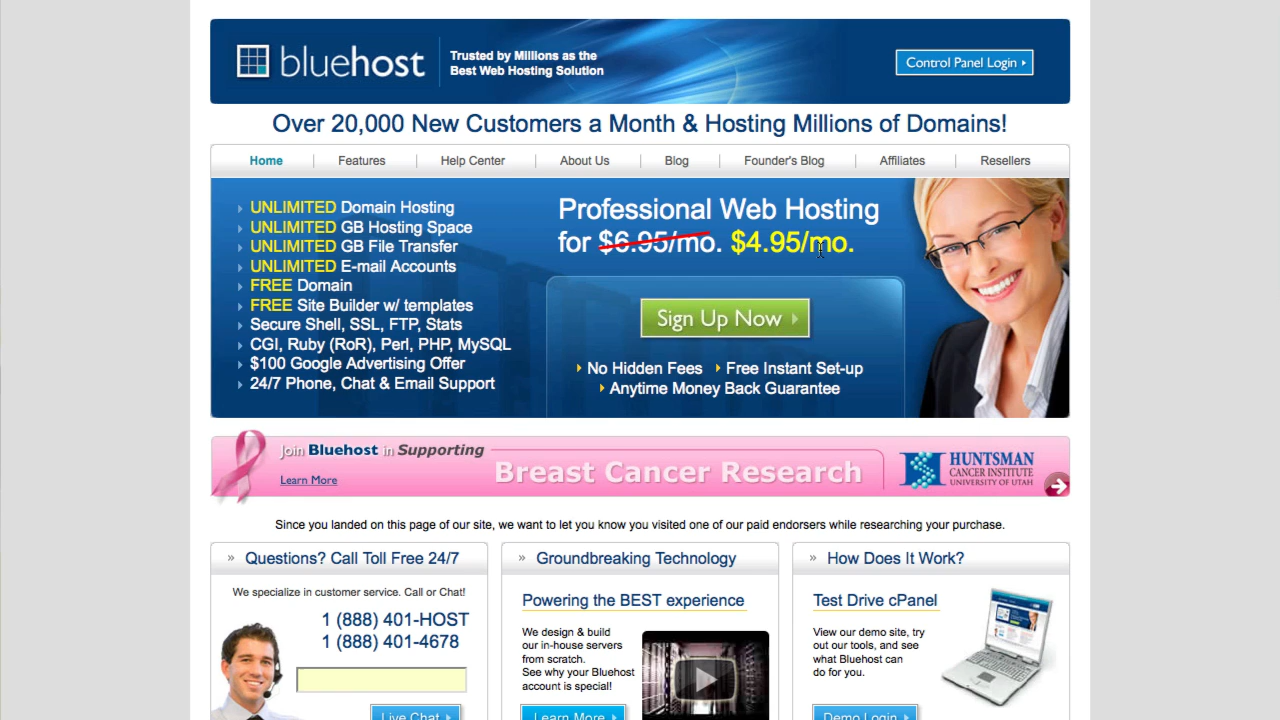 bluehost
Trusted by Millions as the
Best Web Hosting Solution
Control Panel Login
Over 20,000 New Customers a Month & Hosting Millions of Domains!
Home Features Help Center About Us Blog Founder's Blog Affiliates Resellers
UNLIMITED Domain Hosting
UNLIMITED GB Hosting Space
UNLIMITED GB File Transfer
UNLIMITED E-mail Accounts
FREE Domain
FREE Site Builder w/ templates
Secure Shell, SSL, FTP, Stats
CGI, Ruby (RoR), Perl, PHP, MySQL
$100 Google Advertising Offer
24/7 Phone, Chat & Email Support
Professional Web Hosting
for $6.95/mo. $4.95/mo.
Sign Up Now
No Hidden Fees Free Instant Set-up
Anytime Money Back Guarantee
Join Bluehost in Supporting
Breast Cancer Research
Learn More
HUNTSMAN
CANCER INSTITUTE
UNIVERSITY OF UTAH
Since you landed on this page of our site, we want to let you know you visited one of our paid endorsers while researching your purchase.
» Questions? Call Toll Free 24/7
We specialize in customer service. Call or Chat!
1 (888) 401-HOST
1 (888) 401-4678
Live Chat
» Groundbreaking Technology
Powering the BEST experience
We design & build
our in-house servers
from scratch.
See why your Bluehost
account is special!
Learn More
» How Does It Work?
Test Drive cPanel
View our demo site, try
out our tools, and see
what Bluehost can
do for you.
Demo Login